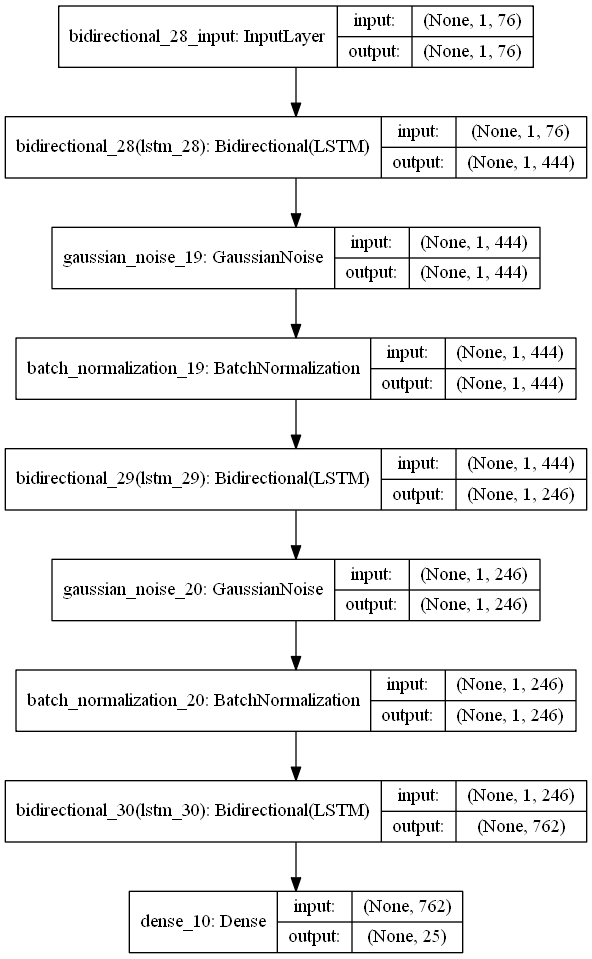 bidirectional_28_input: InputLayer
input: (None, 1, 76)
output: (None, 1, 76)
bidirectional_28(lstm_28): Bidirectional(LSTM)
input: (None, 1, 76)
output: (None, 1, 444)
gaussian_noise_19: GaussianNoise
input: (None, 1, 444)
output: (None, 1, 444)
batch_normalization_19: BatchNormalization
input: (None, 1, 444)
output: (None, 1, 444)
bidirectional_29(lstm_29): Bidirectional(LSTM)
input: (None, 1, 444)
output: (None, 1, 246)
gaussian_noise_20: GaussianNoise
input: (None, 1, 246)
output: (None, 1, 246)
batch_normalization_20: BatchNormalization
input: (None, 1, 246)
output: (None, 1, 246)
bidirectional_30(lstm_30): Bidirectional(LSTM)
input: (None, 1, 246)
output: (None, 762)
dense_10: Dense
input: (None, 762)
output: (None, 25)